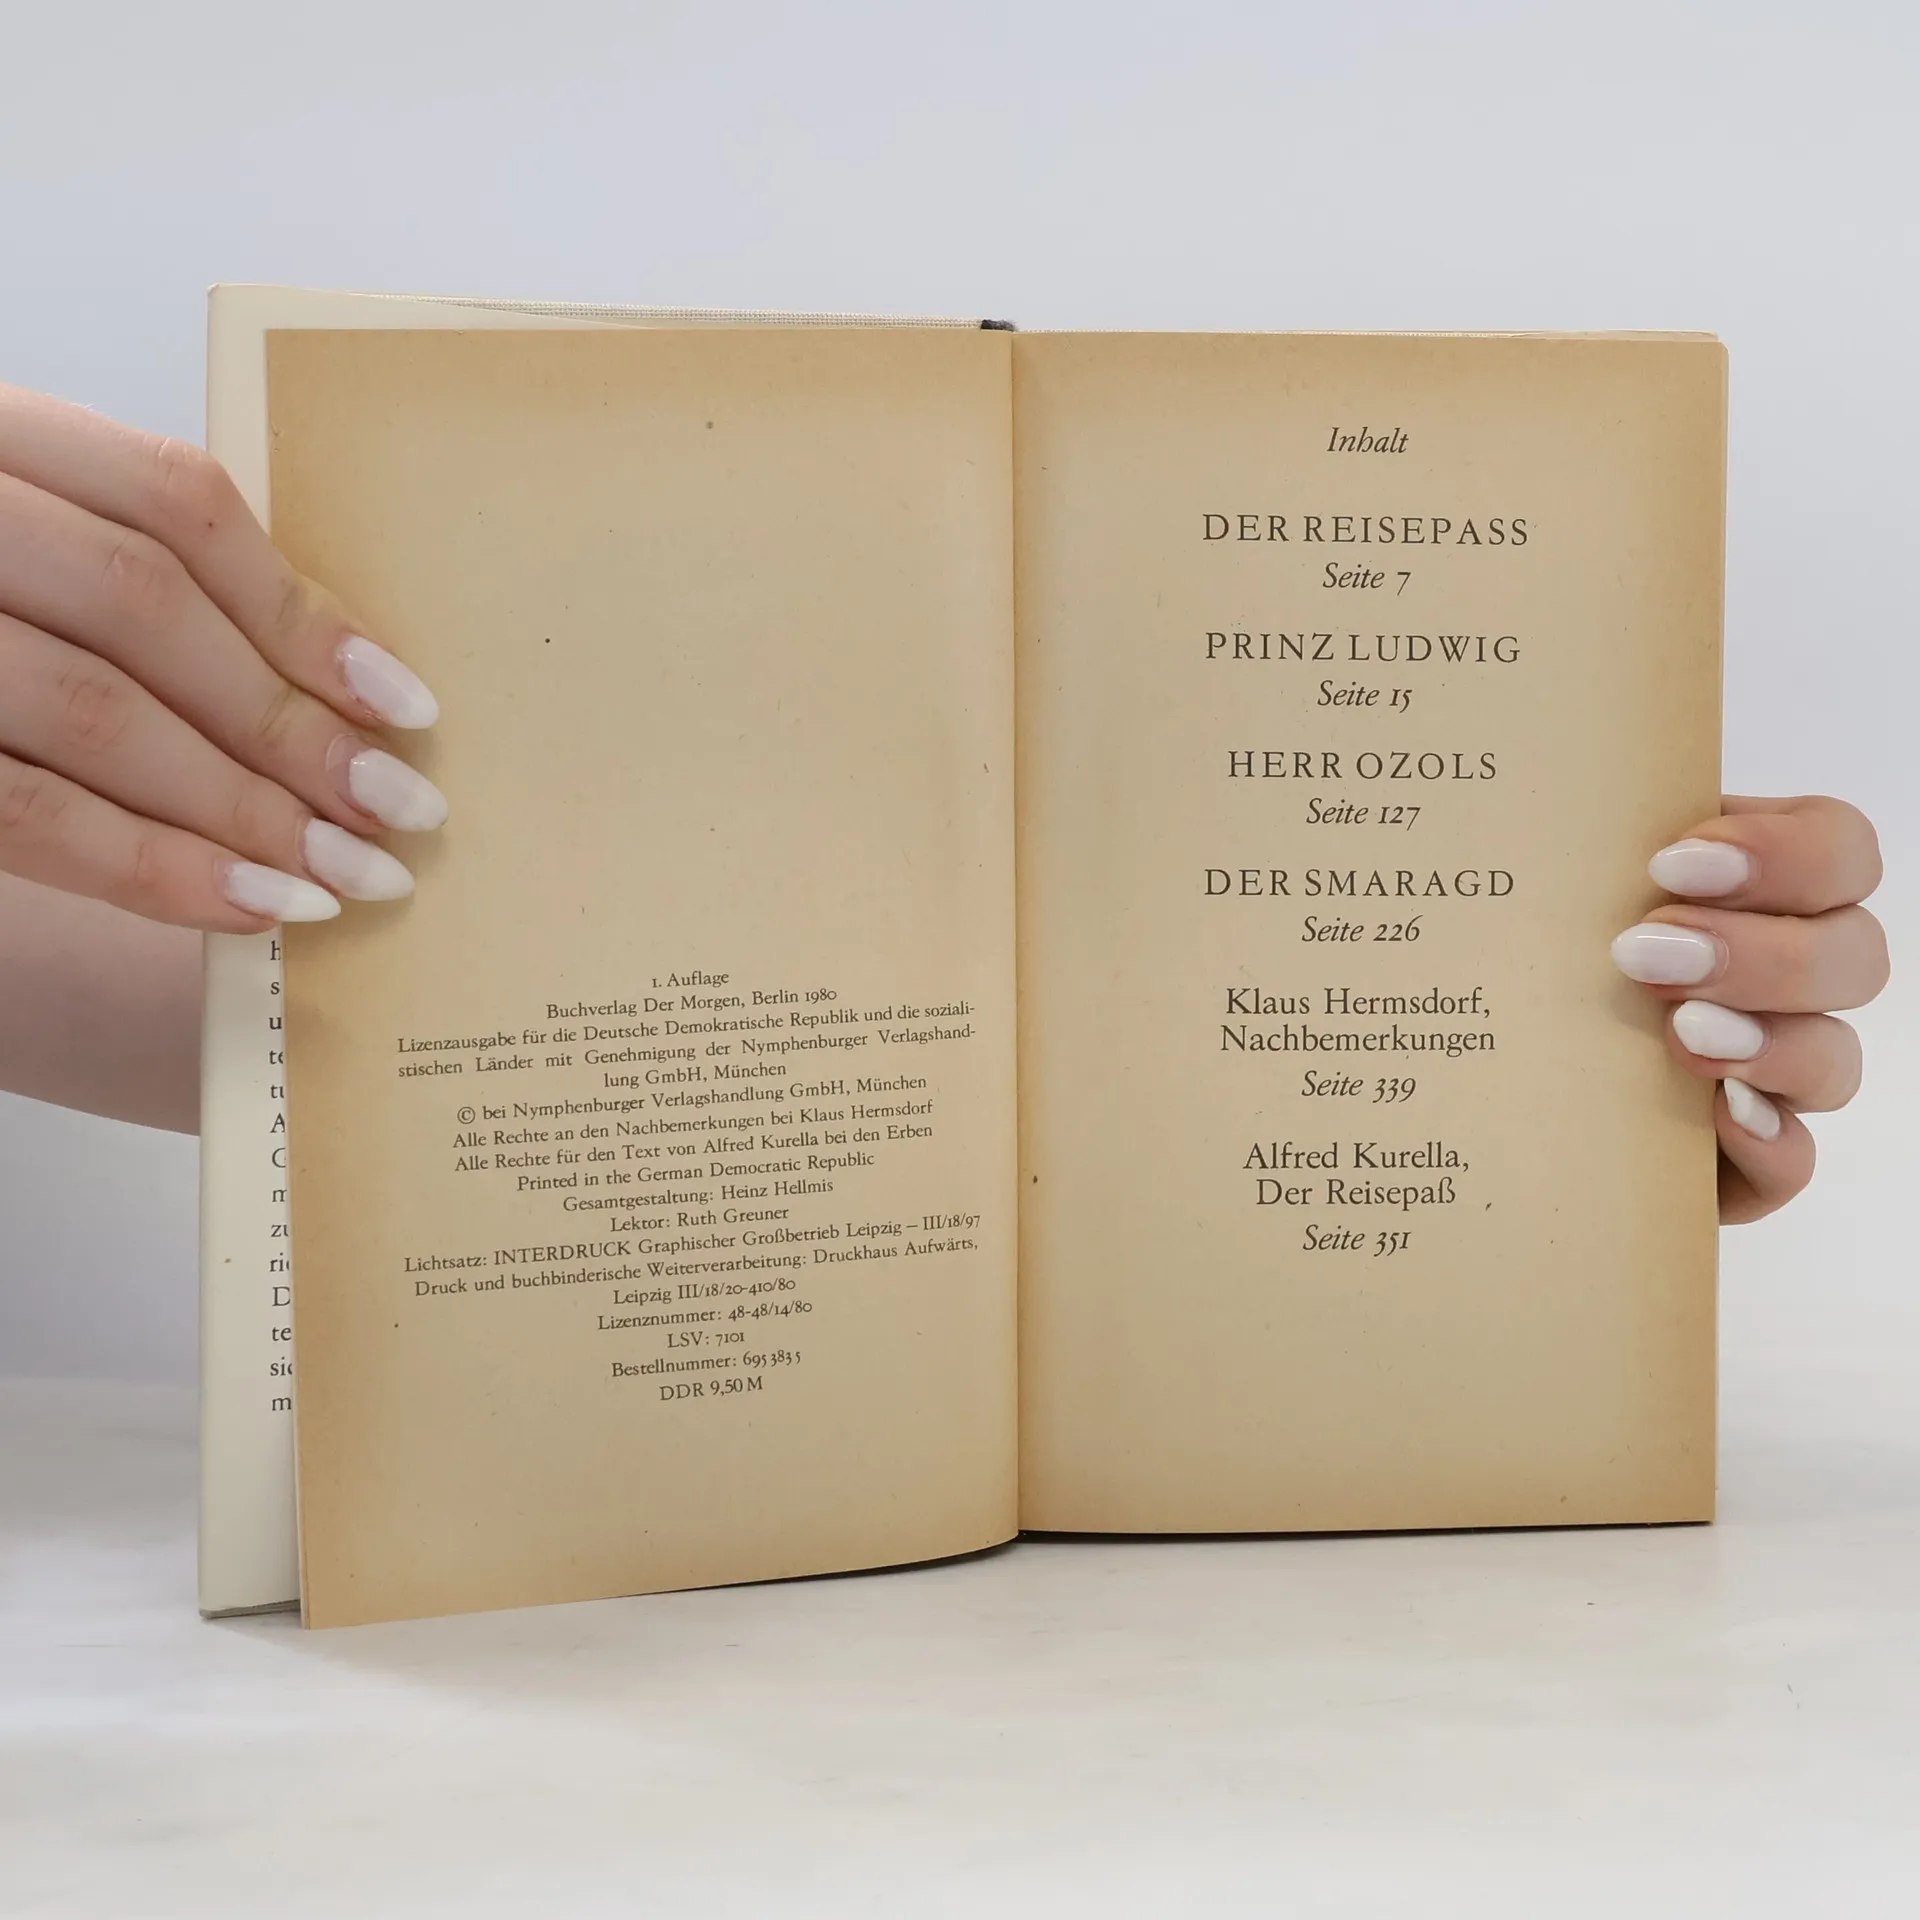 1. Auflage
Buchverlag Der Morgen, Berlin 1980
Lizenzausgabe für die Deutsche Demokratische Republik und die soziali-
stischen Länder mit Genehmigung der Nymphenburger Verlagshand-
lung GmbH, München
© bei Nymphenburger Verlagshandlung GmbH, München
Alle Rechte an den Nachbemerkungen bei Klaus Hermsdorf
Alle Rechte für den Text von Alfred Kurella bei den Erben
Printed in the German Democratic Republic
Gesamtgestaltung: Heinz Hellmis
Lektor: Ruth Greuner
Lichtsatz: INTERDRUCK Graphischer Großbetrieb Leipzig – III/18/97
Druck und buchbinderische Weiterverarbeitung: Druckhaus Aufwärts,
Leipzig III/18/20-410/80
Lizenznummer: 48-48/14/80
LSV: 7101
Bestellnummer: 695 383 5
DDR 9,50 M
Inhalt
DER REISEPASS
Seite 7
PRINZ LUDWIG
Seite 15
HERR OZOLS
Seite 127
DER SMARAGD
Seite 226
Klaus Hermsdorf,
Nachbemerkungen
Seite 339
Alfred Kurella,
Der Reisepaß
Seite 351